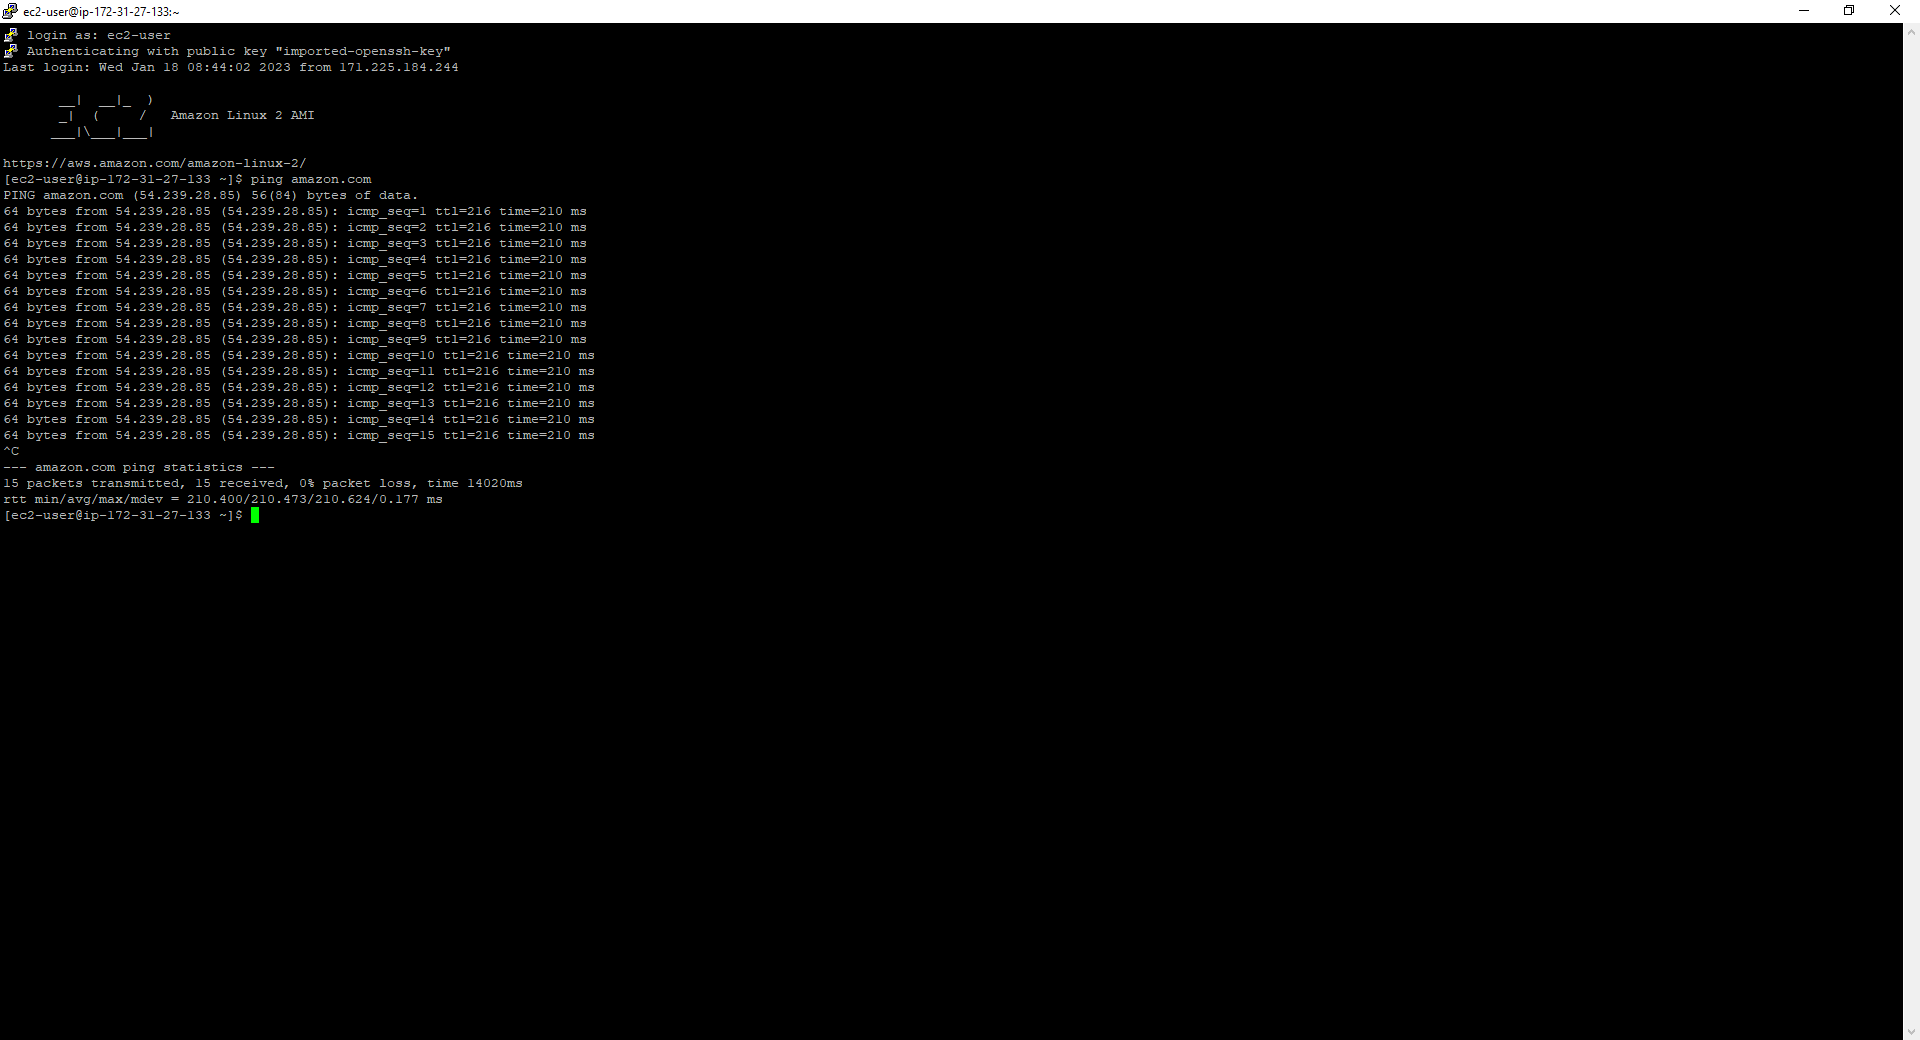 ec2-user@ip-172-31-27-133:~
login as: ec2-user
Authenticating with public key "imported-openssh-key"
Last login: Wed Jan 18 08:44:02 2023 from 171.225.184.244
       __|  __|_  )
       _|  (     /   Amazon Linux 2 AMI
      ___|\___|___|
https://aws.amazon.com/amazon-linux-2/
[ec2-user@ip-172-31-27-133 ~]$ ping amazon.com
PING amazon.com (54.239.28.85) 56(84) bytes of data.
64 bytes from 54.239.28.85 (54.239.28.85): icmp_seq=1 ttl=216 time=210 ms
64 bytes from 54.239.28.85 (54.239.28.85): icmp_seq=2 ttl=216 time=210 ms
64 bytes from 54.239.28.85 (54.239.28.85): icmp_seq=3 ttl=216 time=210 ms
64 bytes from 54.239.28.85 (54.239.28.85): icmp_seq=4 ttl=216 time=210 ms
64 bytes from 54.239.28.85 (54.239.28.85): icmp_seq=5 ttl=216 time=210 ms
64 bytes from 54.239.28.85 (54.239.28.85): icmp_seq=6 ttl=216 time=210 ms
64 bytes from 54.239.28.85 (54.239.28.85): icmp_seq=7 ttl=216 time=210 ms
64 bytes from 54.239.28.85 (54.239.28.85): icmp_seq=8 ttl=216 time=210 ms
64 bytes from 54.239.28.85 (54.239.28.85): icmp_seq=9 ttl=216 time=210 ms
64 bytes from 54.239.28.85 (54.239.28.85): icmp_seq=10 ttl=216 time=210 ms
64 bytes from 54.239.28.85 (54.239.28.85): icmp_seq=11 ttl=216 time=210 ms
64 bytes from 54.239.28.85 (54.239.28.85): icmp_seq=12 ttl=216 time=210 ms
64 bytes from 54.239.28.85 (54.239.28.85): icmp_seq=13 ttl=216 time=210 ms
64 bytes from 54.239.28.85 (54.239.28.85): icmp_seq=14 ttl=216 time=210 ms
64 bytes from 54.239.28.85 (54.239.28.85): icmp_seq=15 ttl=216 time=210 ms
^C
--- amazon.com ping statistics ---
15 packets transmitted, 15 received, 0% packet loss, time 14020ms
rtt min/avg/max/mdev = 210.400/210.473/210.624/0.177 ms
[ec2-user@ip-172-31-27-133 ~]$